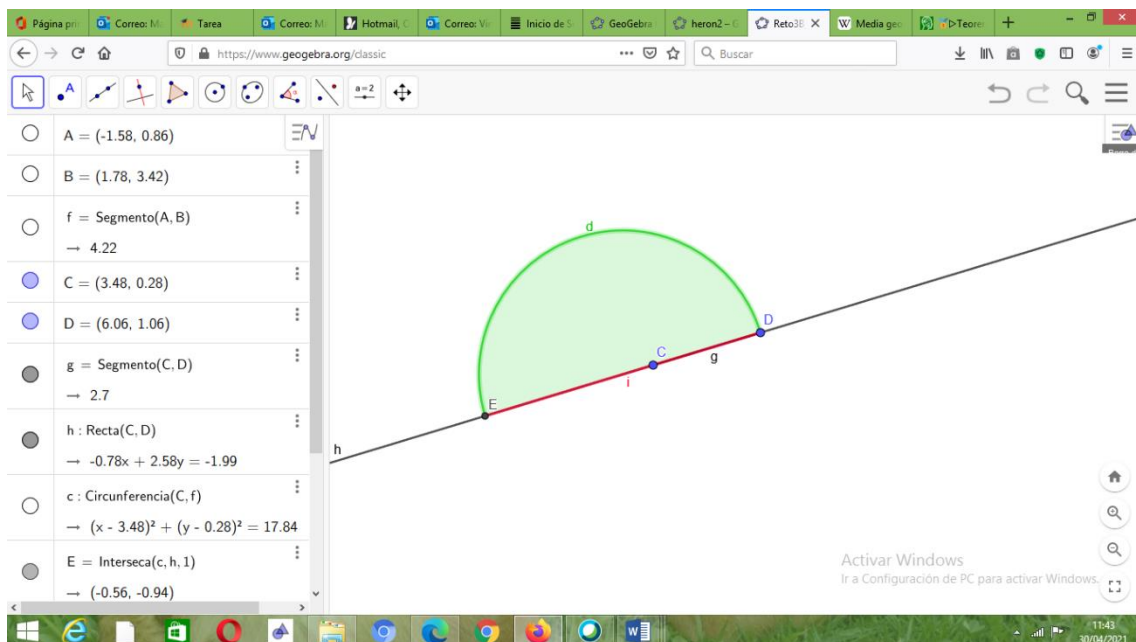 Página pri
Correo: M
Tarea
Correo: M
Hotmail, C
Correo: Vir
Inicio de S
GeoGebra
heron2 – G
Reto3E
Media geo
Teore
https://www.geogebra.org/classic
Buscar
A
a=2
A = (-1.58, 0.86)
B = (1.78, 3.42)
f = Segmento(A, B)
→ 4.22
C = (3.48, 0.28)
D = (6.06, 1.06)
g = Segmento(C, D)
→ 2.7
h : Recta(C, D)
→ -0.78x + 2.58y = -1.99
c : Circunferencia(C, f)
→ (x - 3.48)² + (y - 0.28)² = 17.84
E = Interseca(c, h, 1)
→ (-0.56, -0.94)
d
D
C
g
i
E
h
Activar Windows
Ir a Configuración de PC para activar Windows.
11:43
30/04/2021